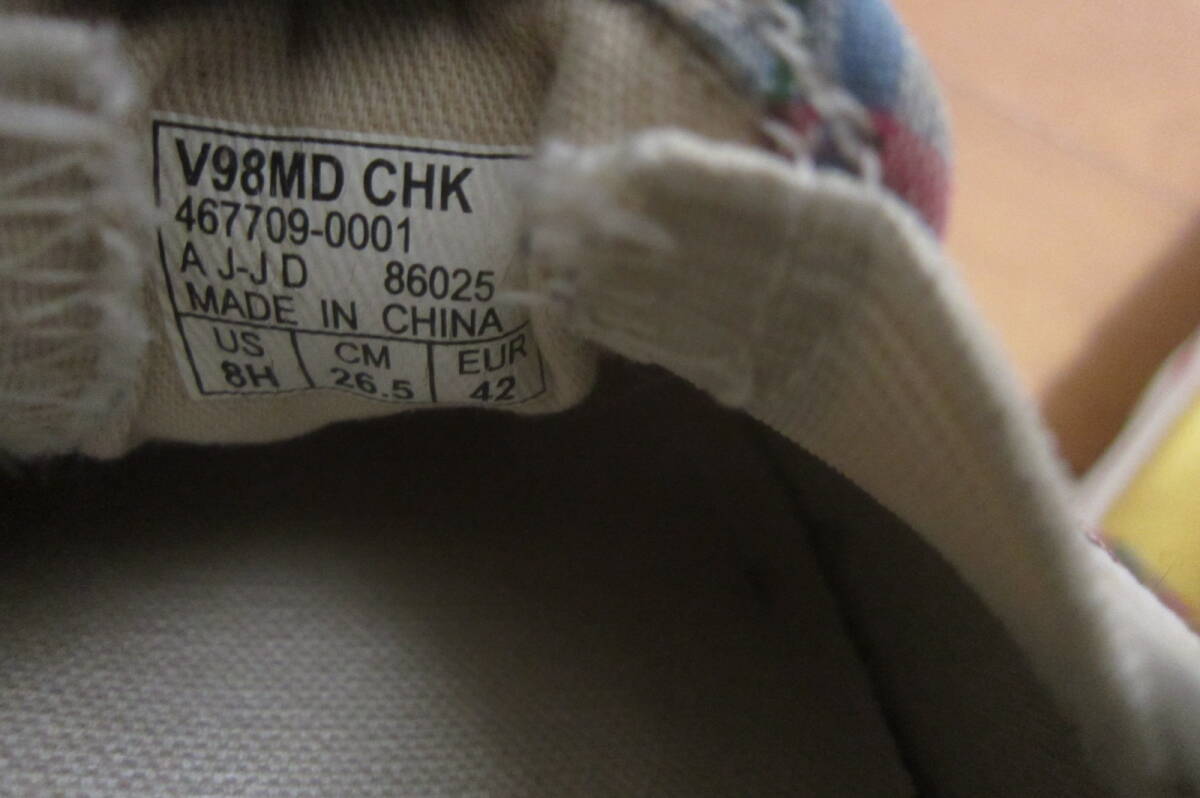 V98MD CHK
467709-0001
A J-J D 86025
MADE IN CHINA
US CM EUR
8H 26.5 42